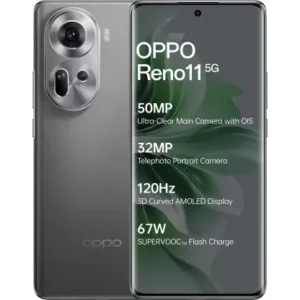 OPPO
Reno11 5G
50MP
Ultra-Clear Main Camera with OIS
32MP
Telephoto Portrait Camera
120Hz
3D Curved AMOLED Display
67W
SUPERVOOC™ Flash Charge
oppo